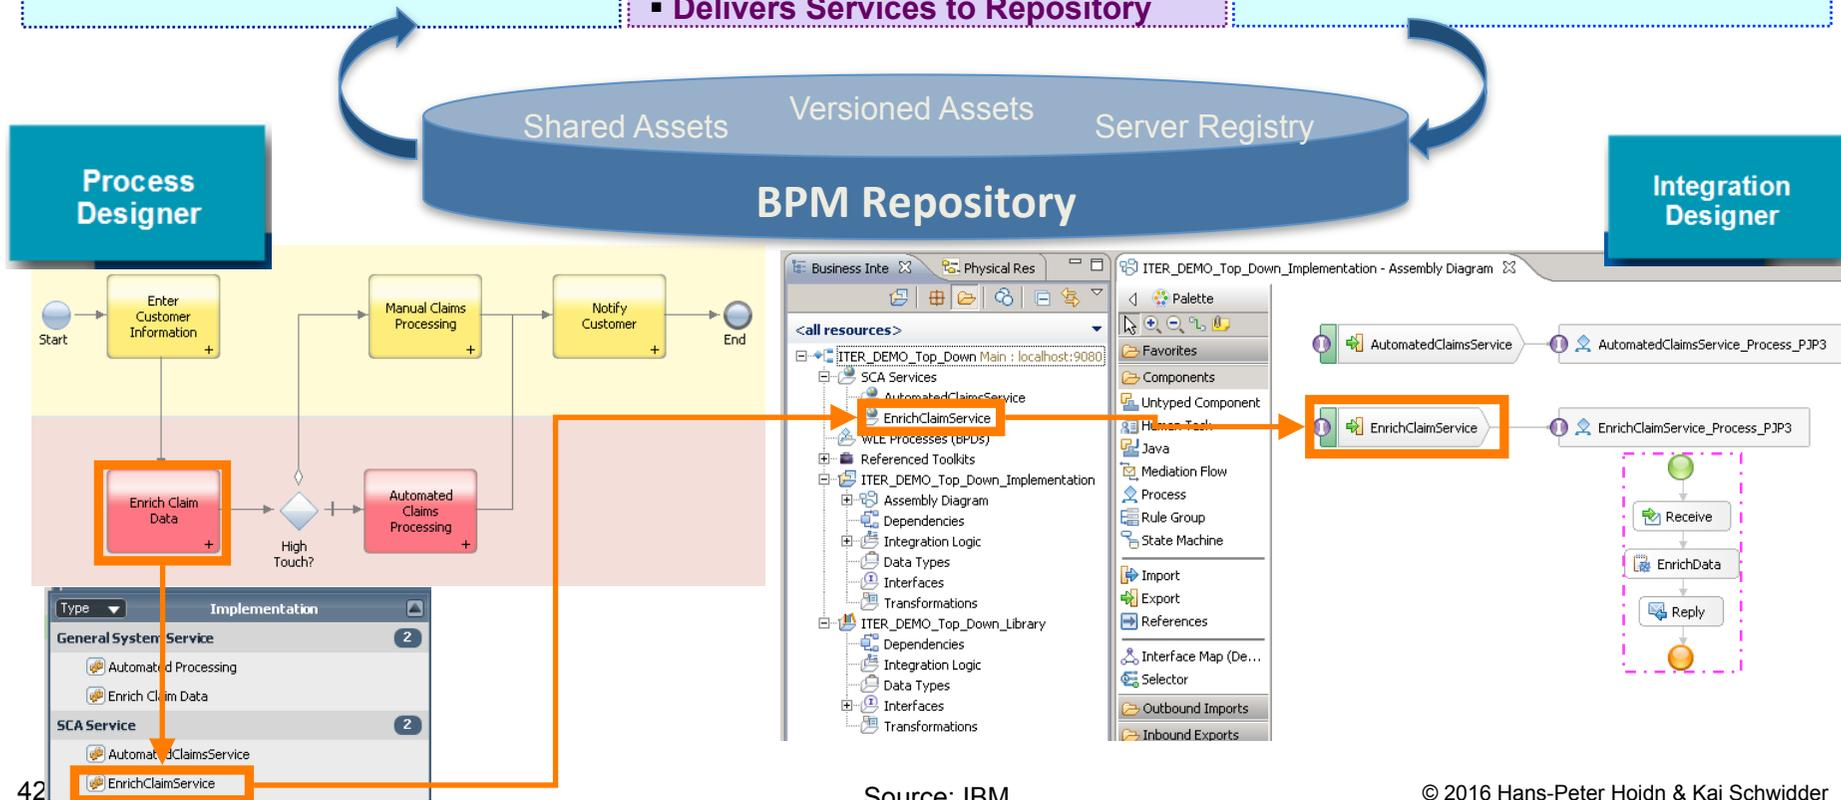 ▪ Delivers Services to Repository
Shared Assets
Versioned Assets
Server Registry
BPM Repository
Process
Designer
Integration
Designer
Start
Enter
Customer
Information
Manual Claims
Processing
Notify
Customer
End
Enrich Claim
Data
High
Touch?
Automated
Claims
Processing
Type
Implementation
General System Service 2
Automated Processing
Enrich Claim Data
SCA Service 2
AutomatedClaimsService
EnrichClaimService
Business Inte
Physical Res
<all resources>
ITER_DEMO_Top_Down Main : localhost:9080
SCA Services
AutomatedClaimsService
EnrichClaimService
WLE Processes (BPDs)
Referenced Toolkits
ITER_DEMO_Top_Down_Implementation
Assembly Diagram
Dependencies
Integration Logic
Data Types
Interfaces
Transformations
ITER_DEMO_Top_Down_Library
Dependencies
Integration Logic
Data Types
Interfaces
Transformations
ITER_DEMO_Top_Down_Implementation - Assembly Diagram
Palette
Favorites
Components
Untyped Component
Human Task
Java
Mediation Flow
Process
Rule Group
State Machine
Import
Export
References
Interface Map (De...
Selector
Outbound Imports
Inbound Exports
AutomatedClaimsService
AutomatedClaimsService_Process_PJP3
EnrichClaimService
EnrichClaimService_Process_PJP3
Receive
EnrichData
Reply
42
Source: IBM
© 2016 Hans-Peter Hoidn & Kai Schwidder